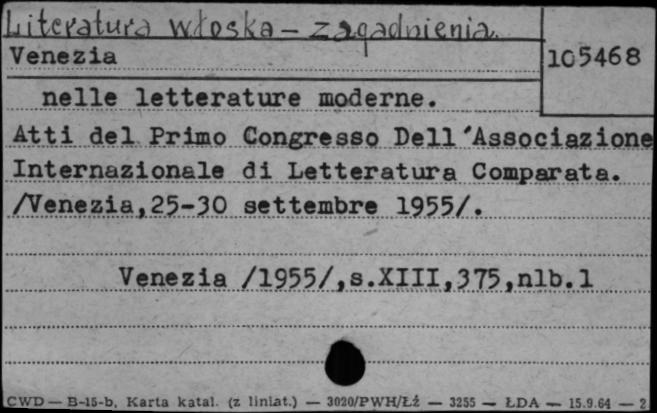 Literatura włoska – zagadnienia.
Venezia
105468
nelle letterature moderne.
Atti del Primo Congresso Dell'Associazione
Internazionale di Letteratura Comparata.
/Venezia,25-30 settembre 1955/.
Venezia /1955/,s.XIII,375,nlb.1
CWD — B-15-b, Karta katal. (z liniat.) — 3020/PWH/Łź — 3255 — ŁDA — 15.9.64 — 2